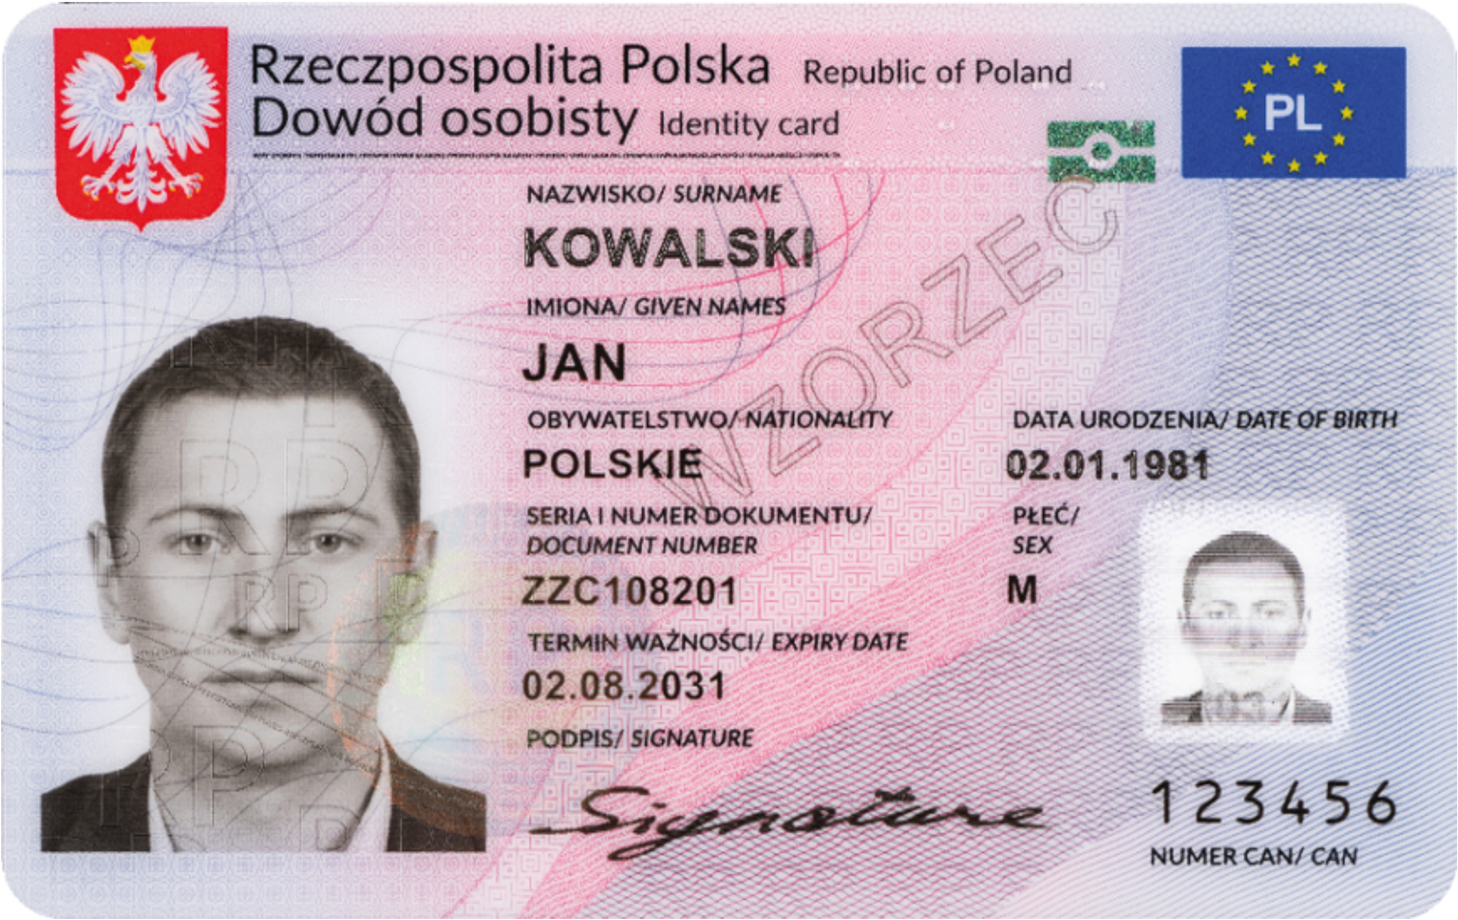 Rzeczpospolita Polska Republic of Poland
Dowód osobisty Identity card
PL
NAZWISKO/ SURNAME
KOWALSKI
IMIONA/ GIVEN NAMES
JAN
WZORZEC
OBYWATELSTWO/ NATIONALITY
POLSKIE
DATA URODZENIA/ DATE OF BIRTH
02.01.1981
SERIA I NUMER DOKUMENTU/
DOCUMENT NUMBER
ZZC108201
PŁEĆ/
SEX
M
TERMIN WAŻNOŚCI/ EXPIRY DATE
02.08.2031
PODPIS/ SIGNATURE
Signature
123456
NUMER CAN/ CAN
RP
RP